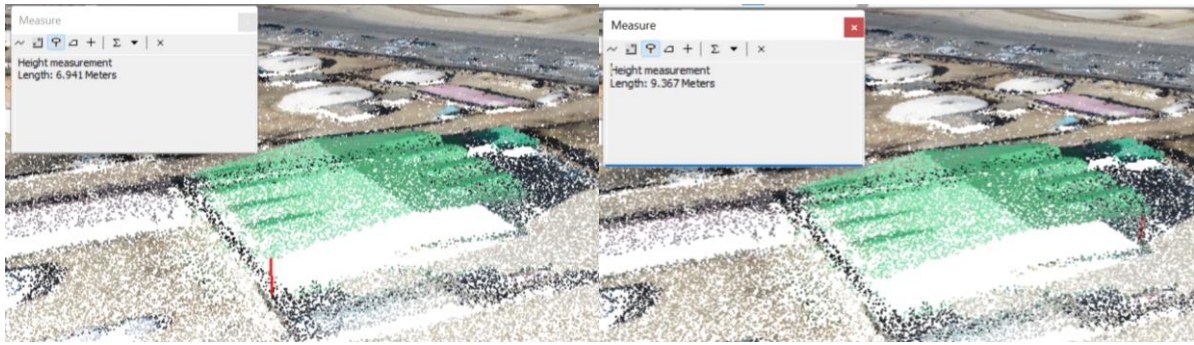 Measure
Height measurement
Length: 6.941 Meters
Measure
Height measurement
Length: 9.367 Meters